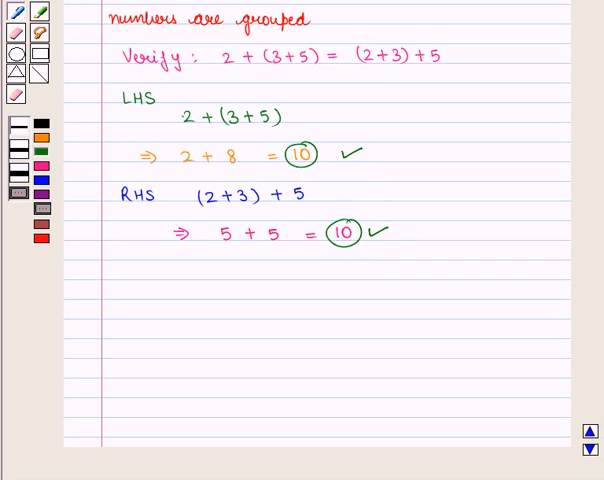 numbers are grouped
Verify : 2 + (3+5) = (2+3) + 5
LHS
2 + (3+5)
⇒ 2 + 8 = 10 ✓
RHS (2+3) + 5
⇒ 5 + 5 = 10 ✓